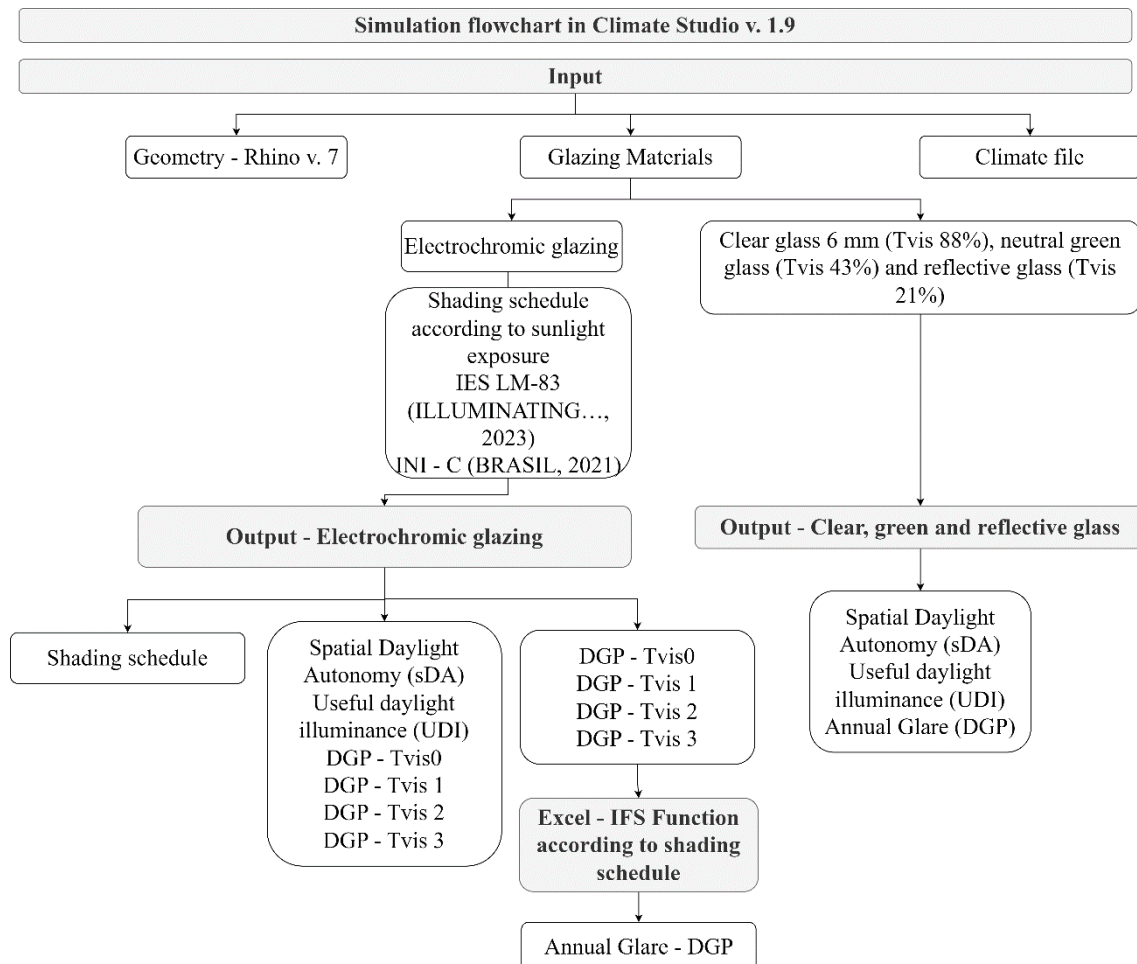 Simulation flowchart in Climate Studio v. 1.9
Input
Geometry - Rhino v. 7
Glazing Materials
Climate file
Electrochromic glazing
Clear glass 6 mm (Tvis 88%), neutral green
glass (Tvis 43%) and reflective glass (Tvis
21%)
Shading schedule
according to sunlight
exposure
IES LM-83
(ILLUMINATING…,
2023)
INI - C (BRASIL, 2021)
Output - Electrochromic glazing
Output - Clear, green and reflective glass
Shading schedule
Spatial Daylight
Autonomy (sDA)
Useful daylight
illuminance (UDI)
DGP - Tvis0
DGP - Tvis 1
DGP - Tvis 2
DGP - Tvis 3
DGP - Tvis0
DGP - Tvis 1
DGP - Tvis 2
DGP - Tvis 3
Spatial Daylight
Autonomy (sDA)
Useful daylight
illuminance (UDI)
Annual Glare (DGP)
Excel - IFS Function
according to shading
schedule
Annual Glare - DGP